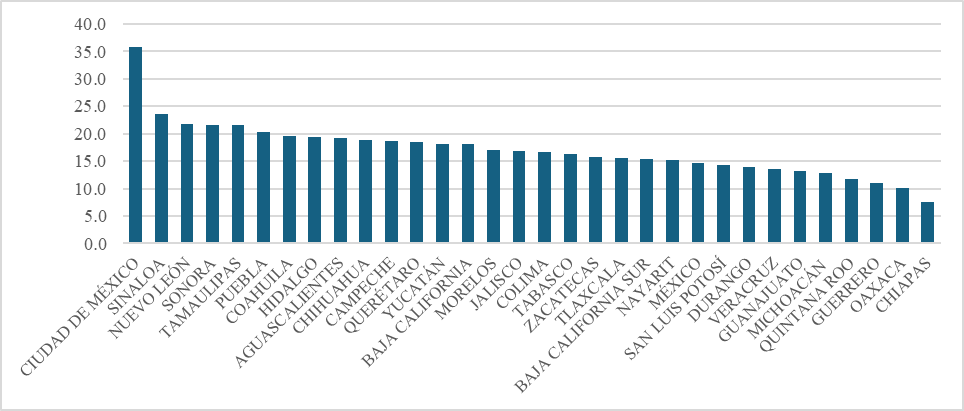 40.0
35.0
30.0
25.0
20.0
15.0
10.0
5.0
0.0
CIUDAD DE MÉXICO
SINALOA
NUEVO LEÓN
SONORA
TAMAULIPAS
PUEBLA
COAHUILA
HIDALGO
AGUASCALIENTES
CHIHUAHUA
CAMPECHE
QUERÉTARO
YUCATÁN
BAJA CALIFORNIA
MORELOS
JALISCO
COLIMA
TABASCO
ZACATECAS
TLAXCALA
BAJA CALIFORNIA SUR
NAYARIT
MÉXICO
SAN LUIS POTOSÍ
DURANGO
VERACRUZ
GUANAJUATO
MICHOACÁN
QUINTANA ROO
GUERRERO
OAXACA
CHIAPAS